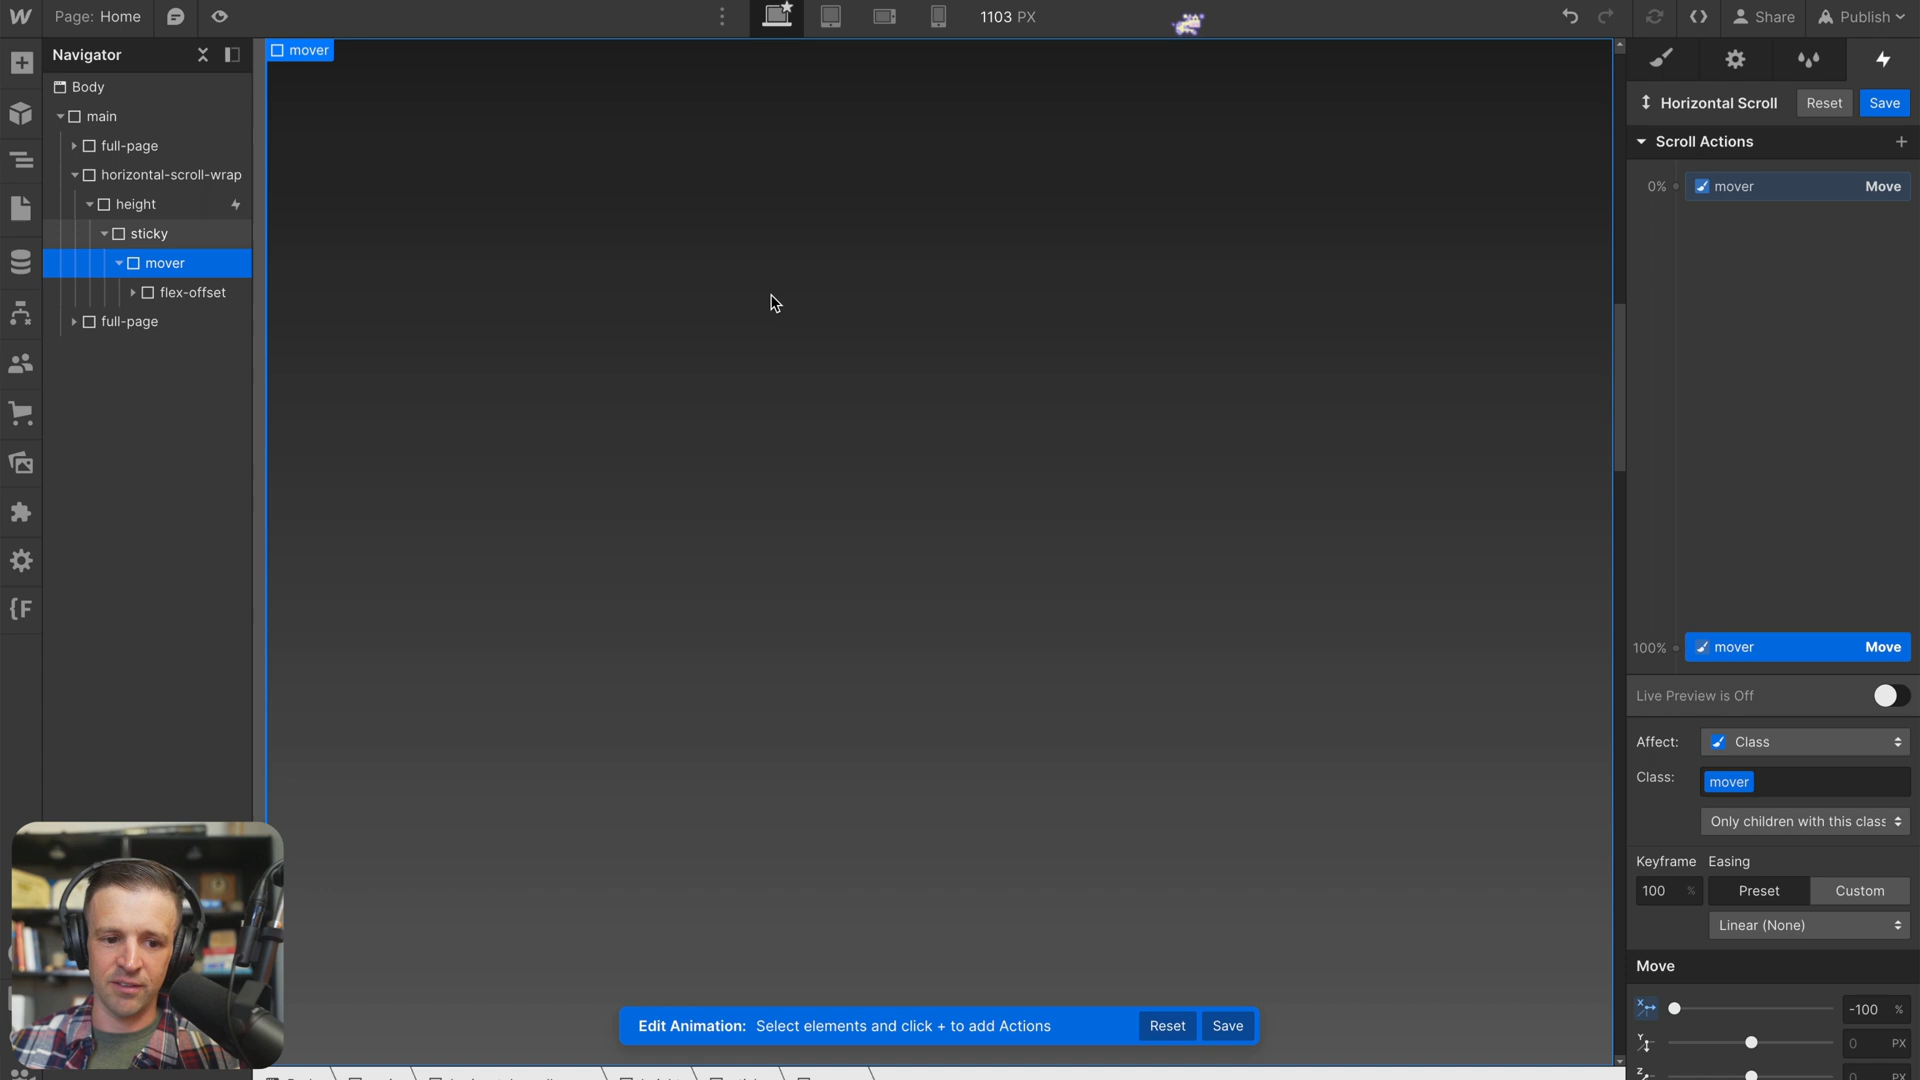 Page: Home
1103 PX
Share
Publish
Navigator
Body
main
full-page
horizontal-scroll-wrap
height
sticky
mover
flex-offset
full-page
mover
Horizontal Scroll
Reset
Save
Scroll Actions
0%
mover
Move
100%
mover
Move
Live Preview is Off
Affect:
Class
Class:
mover
Only children with this class
Keyframe
Easing
100 %
Preset
Custom
Linear (None)
Move
X
-100 %
Y
0 PX
Z
0 PX
Edit Animation: Select elements and click + to add Actions
Reset
Save